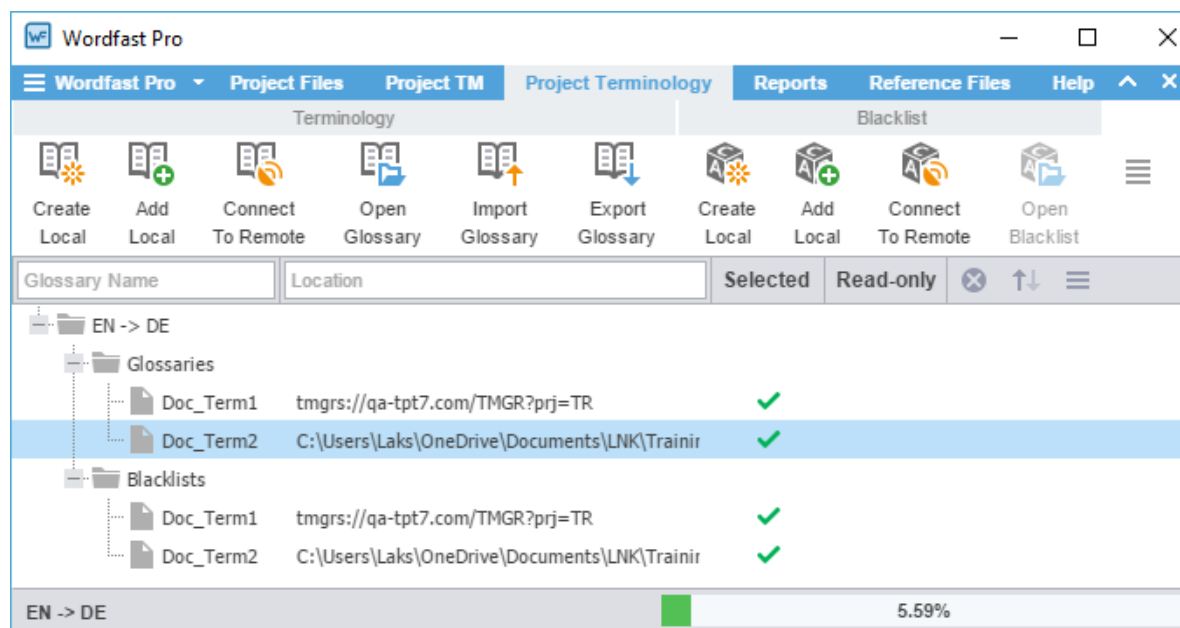 WF Wordfast Pro
Wordfast Pro Project Files Project TM Project Terminology Reports Reference Files Help
Terminology Blacklist
Create Local Add Local Connect To Remote Open Glossary Import Glossary Export Glossary Create Local Add Local Connect To Remote Open Blacklist
Glossary Name Location Selected Read-only
EN -> DE
Glossaries
Doc_Term1 tmgrs://qa-tpt7.com/TMGR?prj=TR
Doc_Term2 C:\Users\Laks\OneDrive\Documents\LNK\Trainir
Blacklists
Doc_Term1 tmgrs://qa-tpt7.com/TMGR?prj=TR
Doc_Term2 C:\Users\Laks\OneDrive\Documents\LNK\Trainir
EN -> DE 5.59%